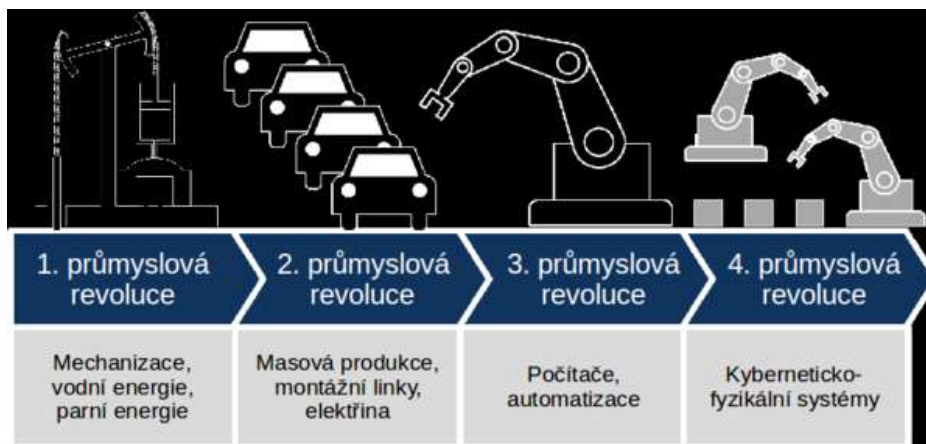 1. průmyslová
revoluce
2. průmyslová
revoluce
3. průmyslová
revoluce
4. průmyslová
revoluce
Mechanizace,
vodní energie,
parní energie
Masová produkce,
montážní linky,
elektřina
Počítače,
automatizace
Kyberneticko-
fyzikální systémy